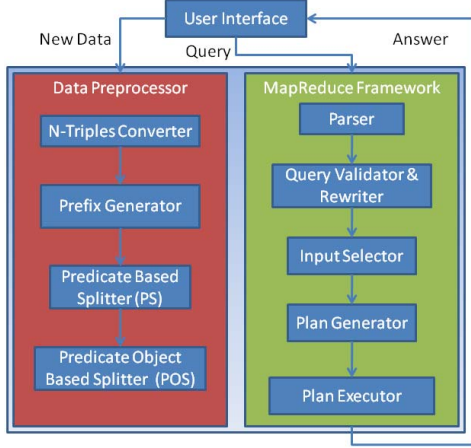 User Interface
New Data
Query
Answer
Data Preprocessor
N-Triples Converter
Prefix Generator
Predicate Based
Splitter (PS)
Predicate Object
Based Splitter (POS)
MapReduce Framework
Parser
Query Validator &
Rewriter
Input Selector
Plan Generator
Plan Executor